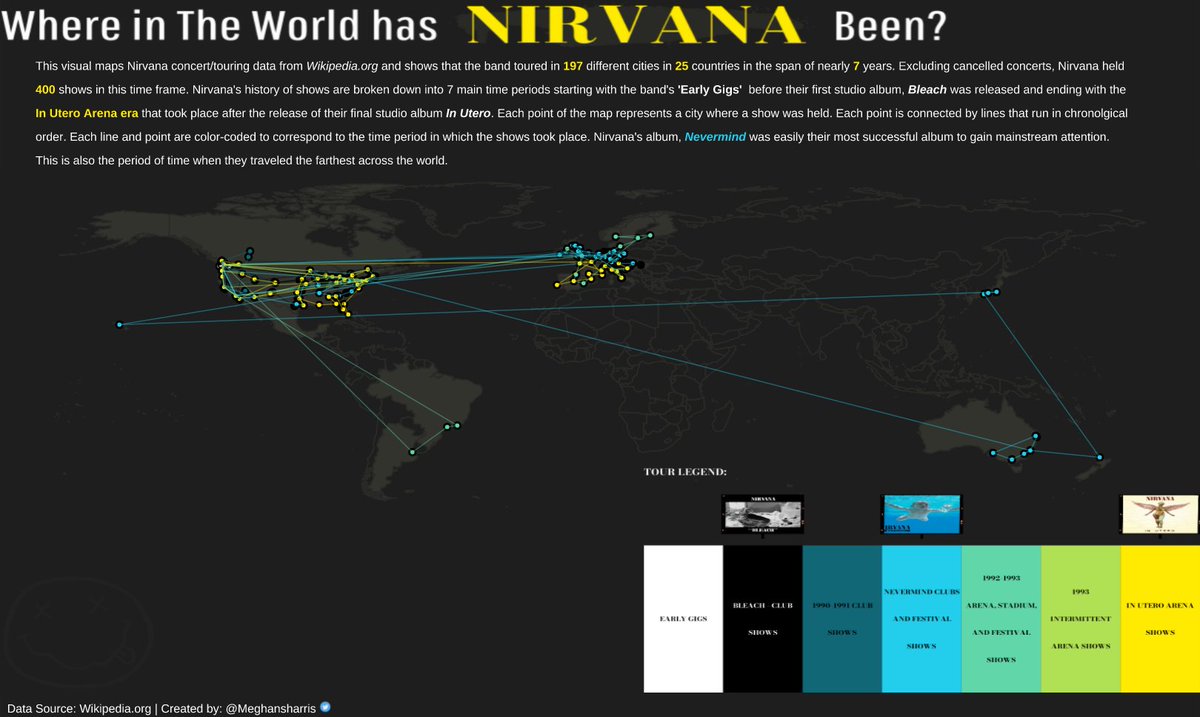 Where in The World has NIRVANA Been?
This visual maps Nirvana concert/touring data from Wikipedia.org and shows that the band toured in 197 different cities in 25 countries in the span of nearly 7 years. Excluding cancelled concerts, Nirvana held
400 shows in this time frame. Nirvana's history of shows are broken down into 7 main time periods starting with the band's 'Early Gigs' before their first studio album, Bleach was released and ending with the
In Utero Arena era that took place after the release of their final studio album In Utero. Each point of the map represents a city where a show was held. Each point is connected by lines that run in chronolgical
order. Each line and point are color-coded to correspond to the time period in which the shows took place. Nirvana's album, Nevermind was easily their most successful album to gain mainstream attention.
This is also the period of time when they traveled the farthest across the world.
TOUR LEGEND:
NIRVANA
"BLEACH"
NIRVANA
IN UTERO
EARLY GIGS
BLEACH CLUB
SHOWS
1990-1991 CLUB
SHOWS
NEVERMIND CLUBS
AND FESTIVAL
SHOWS
1992-1993
ARENA, STADIUM,
AND FESTIVAL
SHOWS
1993
INTERMITTENT
ARENA SHOWS
IN UTERO ARENA
SHOWS
Data Source: Wikipedia.org | Created by: @Meghansharris